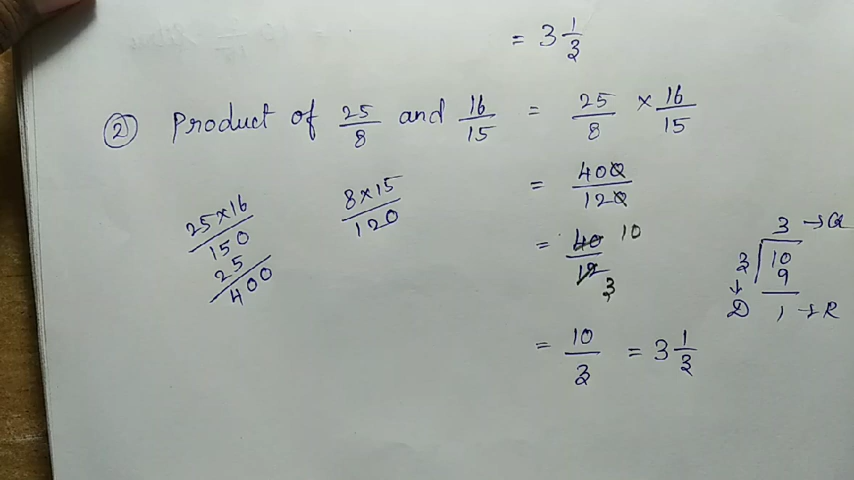 = 3 1/3
② Product of 25/8 and 16/15 = 25/8 × 16/15
= 400/120
25×16
150
25
400
8×15
120
= 40/12 10/3
= 10/3 = 3 1/3
3 → Q
3 10
9
D 1 → R